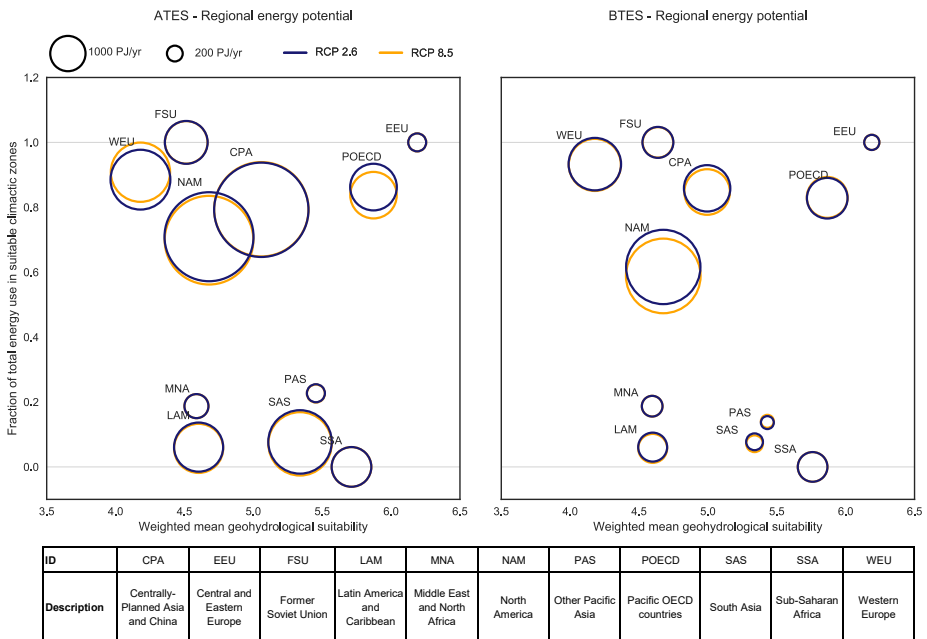 ATES - Regional energy potential
BTES - Regional energy potential
1000 PJ/yr
200 PJ/yr
RCP 2.6
RCP 8.5
Fraction of total energy use in suitable climactic zones
1.2
1.0
0.8
0.6
0.4
0.2
0.0
FSU
WEU
NAM
CPA
EEU
POECD
MNA
LAM
PAS
SAS
SSA
3.5
4.0
4.5
5.0
5.5
6.0
6.5
Weighted mean geohydrological suitability
WEU
FSU
CPA
EEU
POECD
NAM
MNA
LAM
PAS
SAS
SSA
3.5
4.0
4.5
5.0
5.5
6.0
6.5
Weighted mean geohydrological suitability
ID CPA EEU FSU LAM MNA NAM PAS POECD SAS SSA WEU
Description
Centrally-
Planned Asia
and China
Central and
Eastern
Europe
Former
Soviet Union
Latin America
and
Caribbean
Middle East
and North
Africa
North
America
Other Pacific
Asia
Pacific OECD
countries
South Asia
Sub-Saharan
Africa
Western
Europe